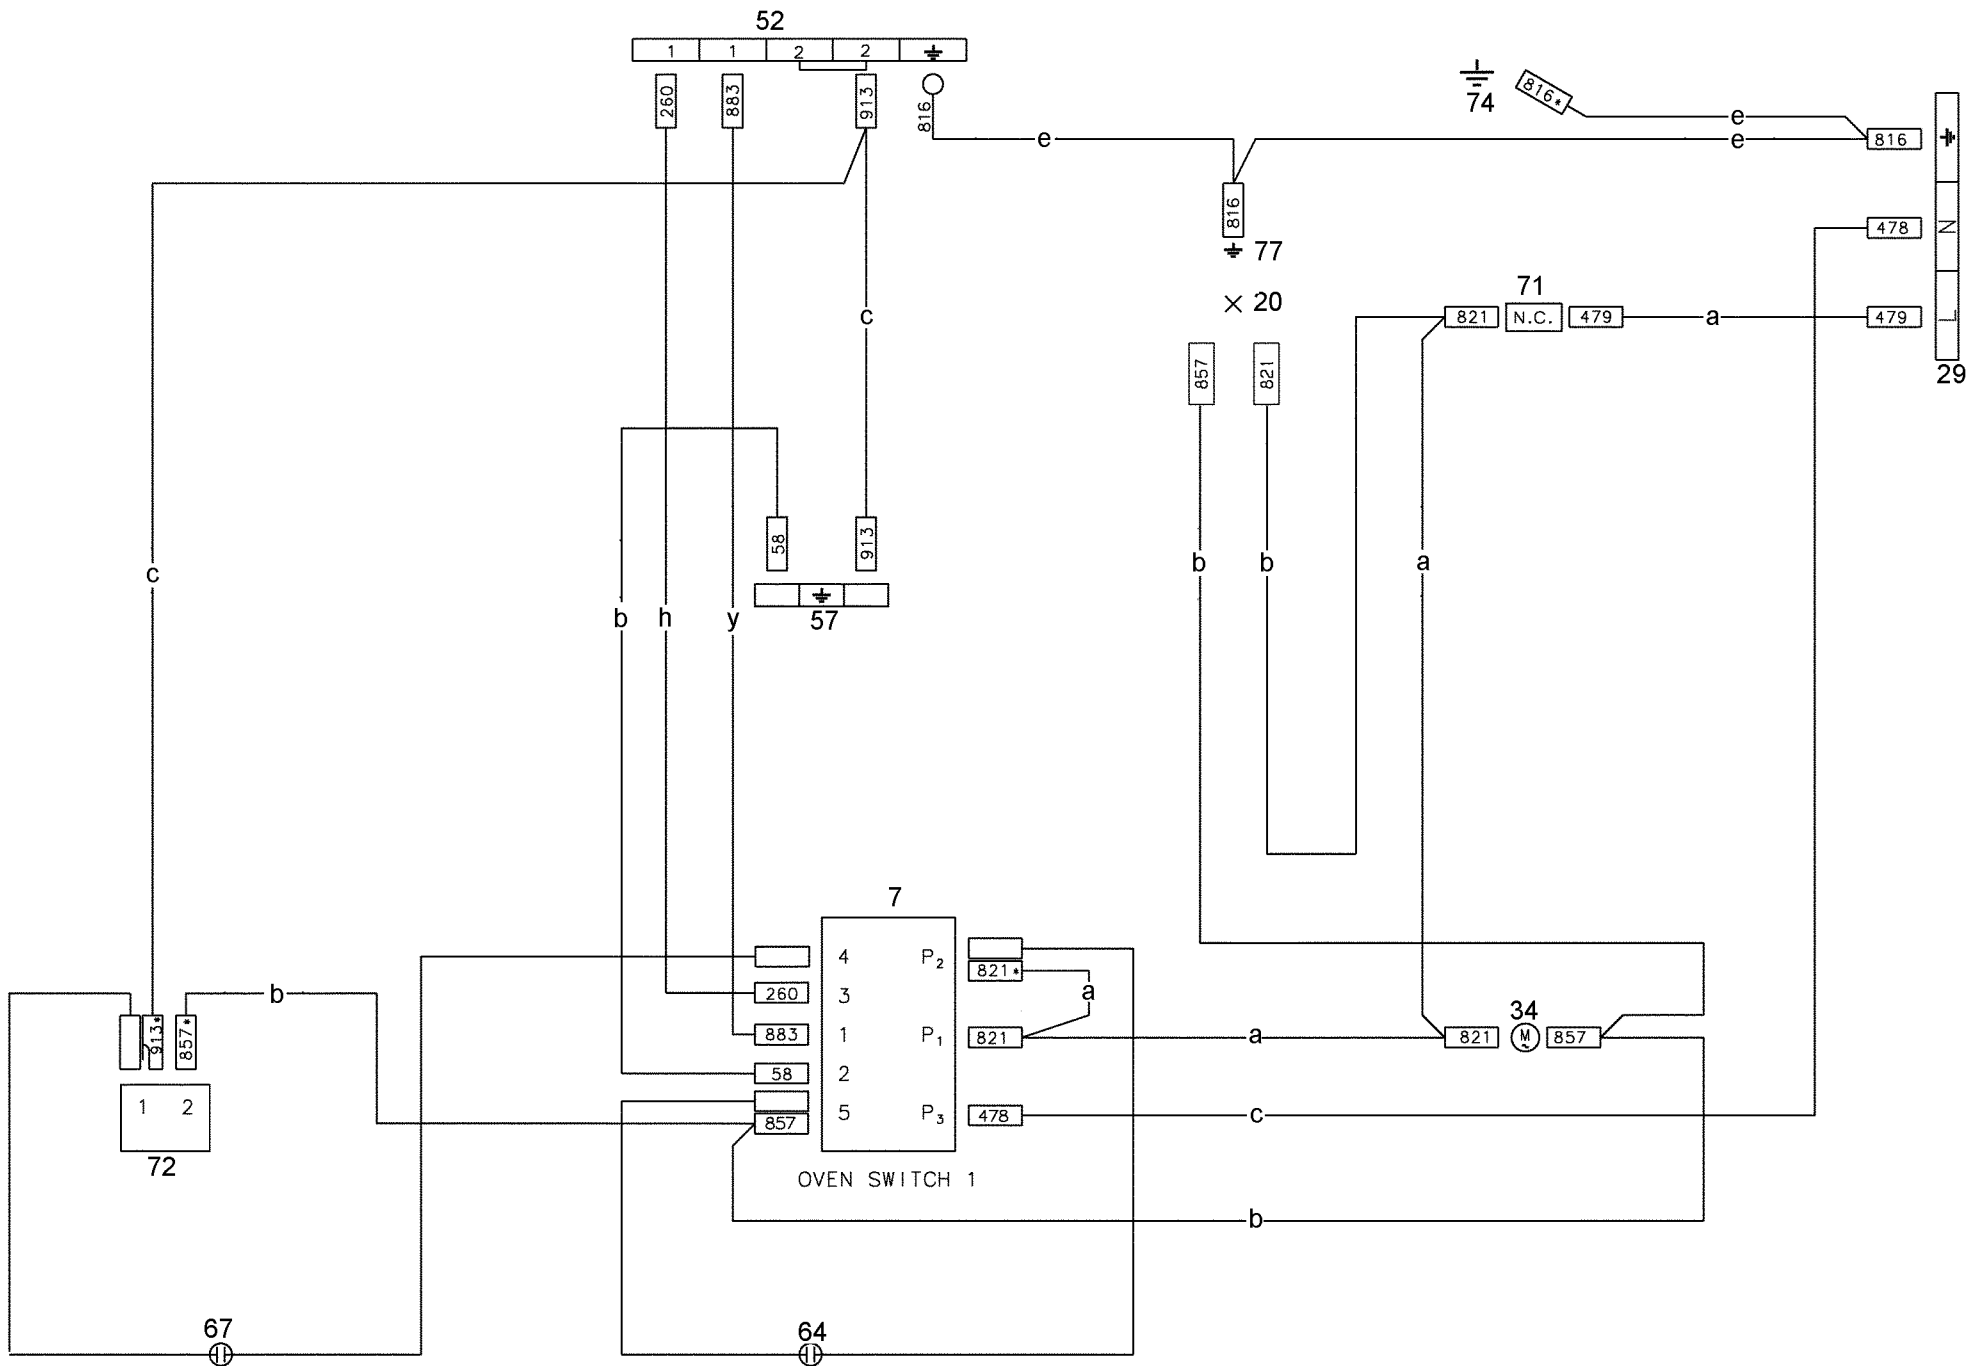 52
1 1 2 2
260 883 913 816
74
816*
e
e
e
816
816
N
478
77
71
20
821 N.C. 479
a
479
L
29
c
857 821
58 913
b b a
c
b h y
57
7
4 P2
821*
b
260 3
a
913* 857*
34
883 1 P1 821
a
821 M ~ 857
58 2
1 2
5 P3 478
c
857
72
OVEN SWITCH 1
b
67 64